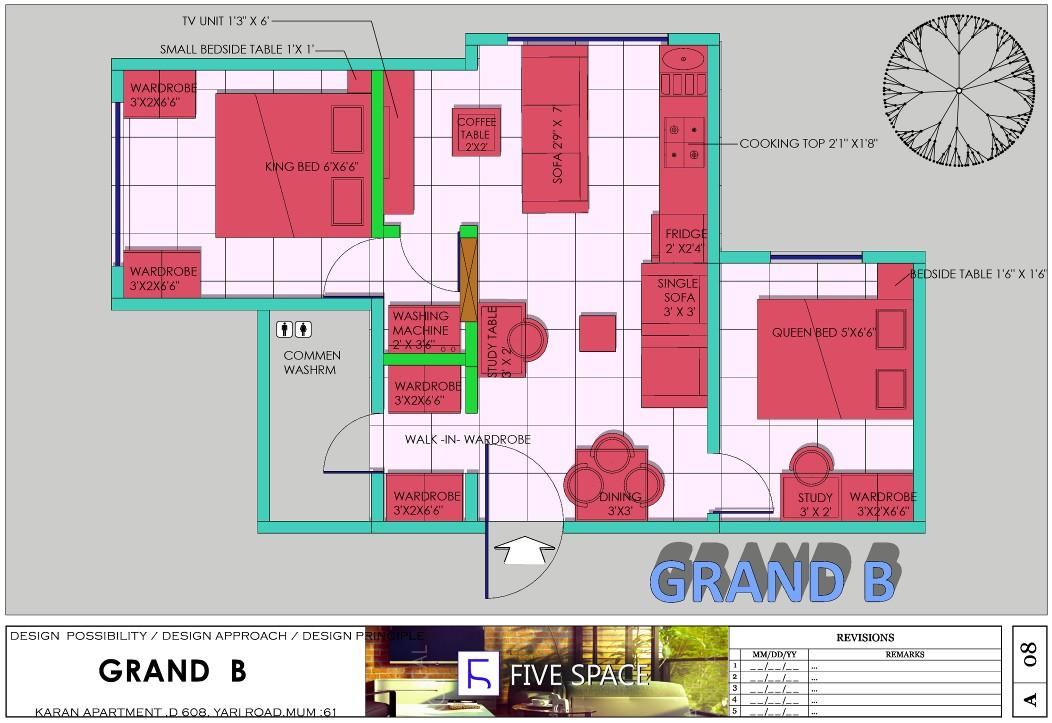 TV UNIT 1'3" X 6'
SMALL BEDSIDE TABLE 1'X 1'
WARDROBE
3'X2X6'6"
KING BED 6'X6'6"
COFFEE
TABLE
2'X2'
SOFA 2'9" X 7'
COOKING TOP 2'1" X1'8"
FRIDGE
2' X2'4"
WARDROBE
3'X2X6'6"
SINGLE
SOFA
3' X 3'
BEDSIDE TABLE 1'6" X 1'6"
WASHING
MACHINE
2' X 3'6"
STUDY TABLE
3' X 2'
QUEEN BED 5'X6'6"
COMMEN
WASHRM
WARDROBE
3'X2X6'6"
WALK -IN- WARDROBE
WARDROBE
3'X2X6'6"
DINING
3'X3'
STUDY
3' X 2'
WARDROBE
3'X2'X6'6"
GRAND B
DESIGN POSSIBILITY / DESIGN APPROACH / DESIGN PRINCIPLE
GRAND B
KARAN APARTMENT ,D 608, YARI ROAD,MUM :61
FIVE SPACE
REVISIONS
MM/DD/YY REMARKS
1 __/__/__ ...
2 __/__/__ ...
3 __/__/__ ...
4 __/__/__ ...
5 __/__/__ ...
A 08